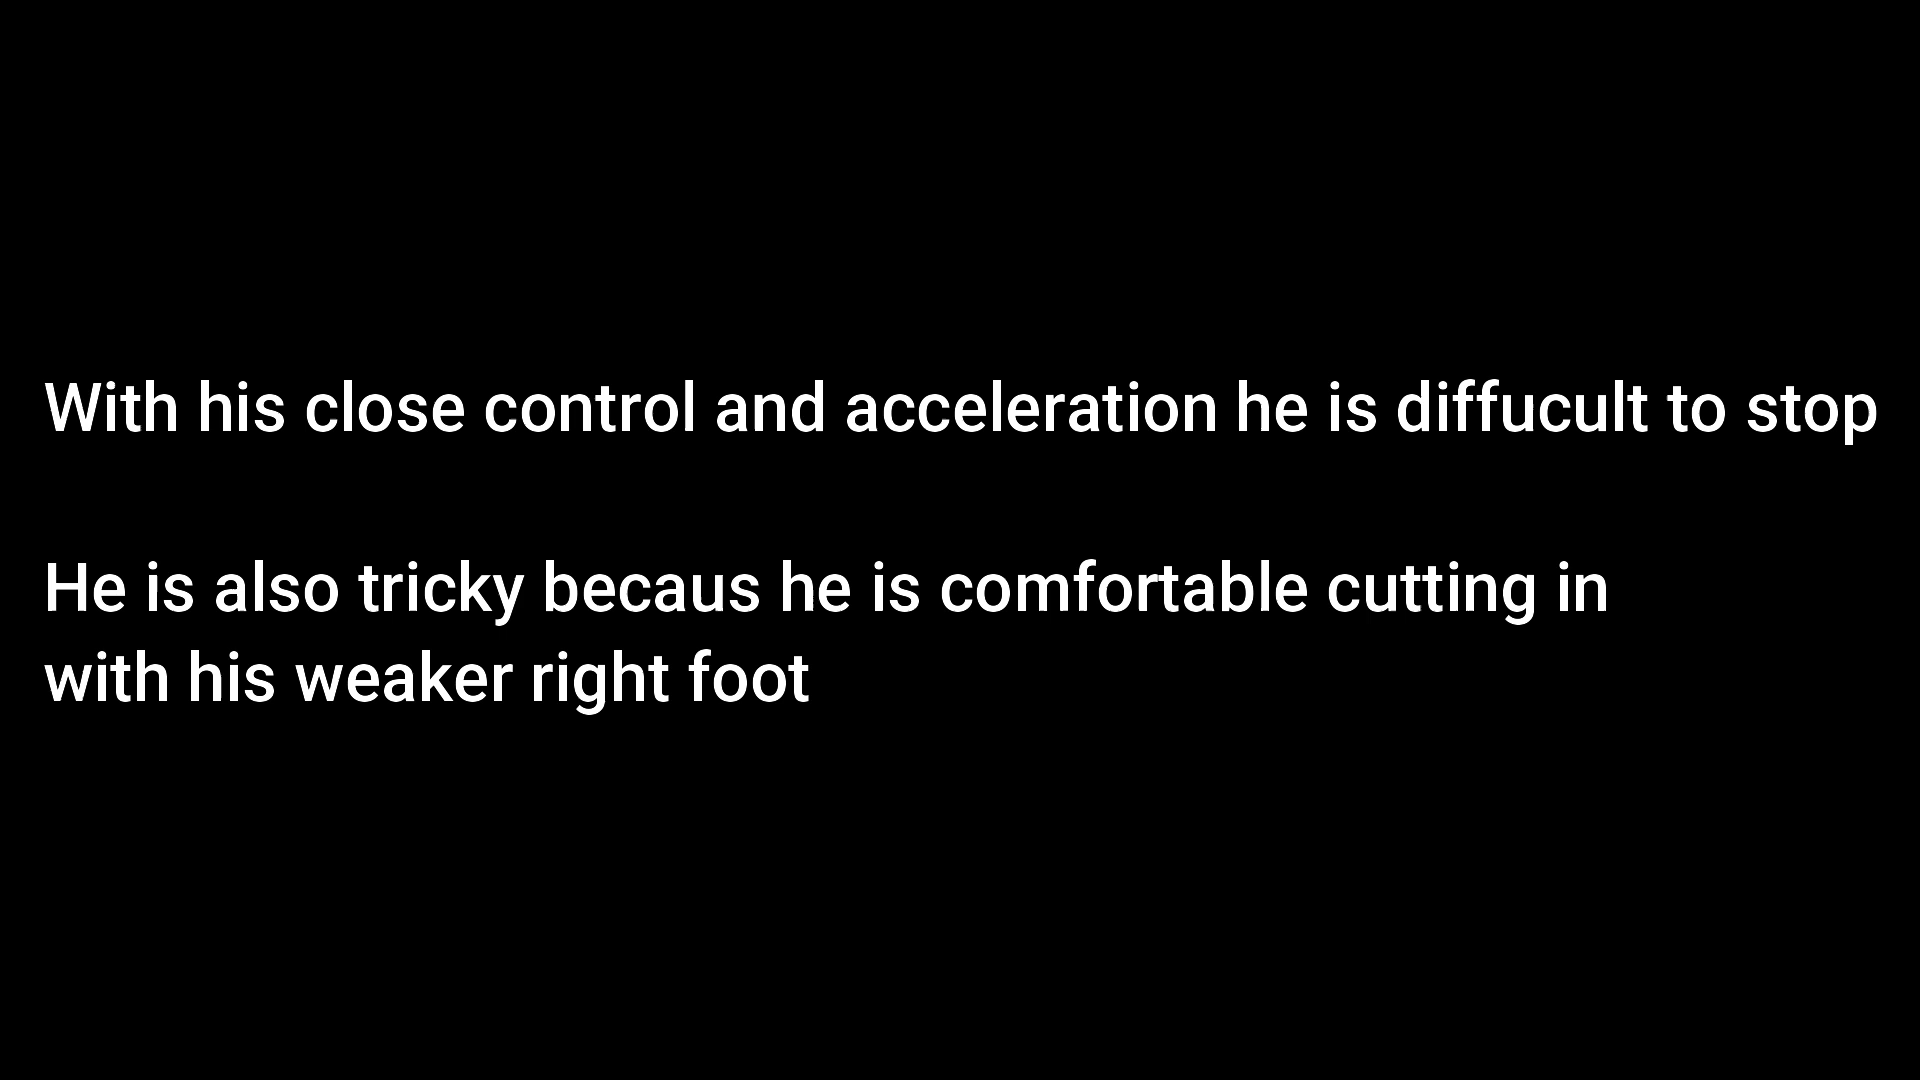 With his close control and acceleration he is diffucult to stop
He is also tricky becaus he is comfortable cutting in
with his weaker right foot